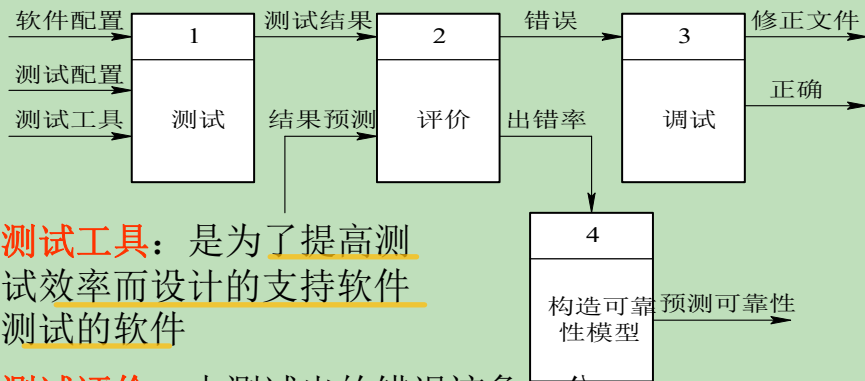 软件配置
测试配置
测试工具
1
测试
测试结果
结果预测
2
评价
错误
出错率
3
调试
修正文件
正确
4
构造可靠
性模型
预测可靠性
测试工具：是为了提高测
试效率而设计的支持软件
测试的软件